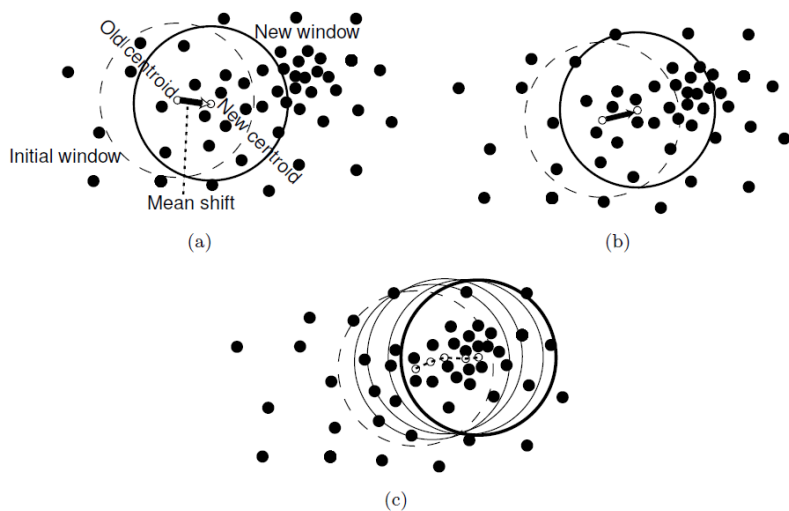 Old centroid
New window
New centroid
Initial window
Mean shift
(a)
(b)
(c)